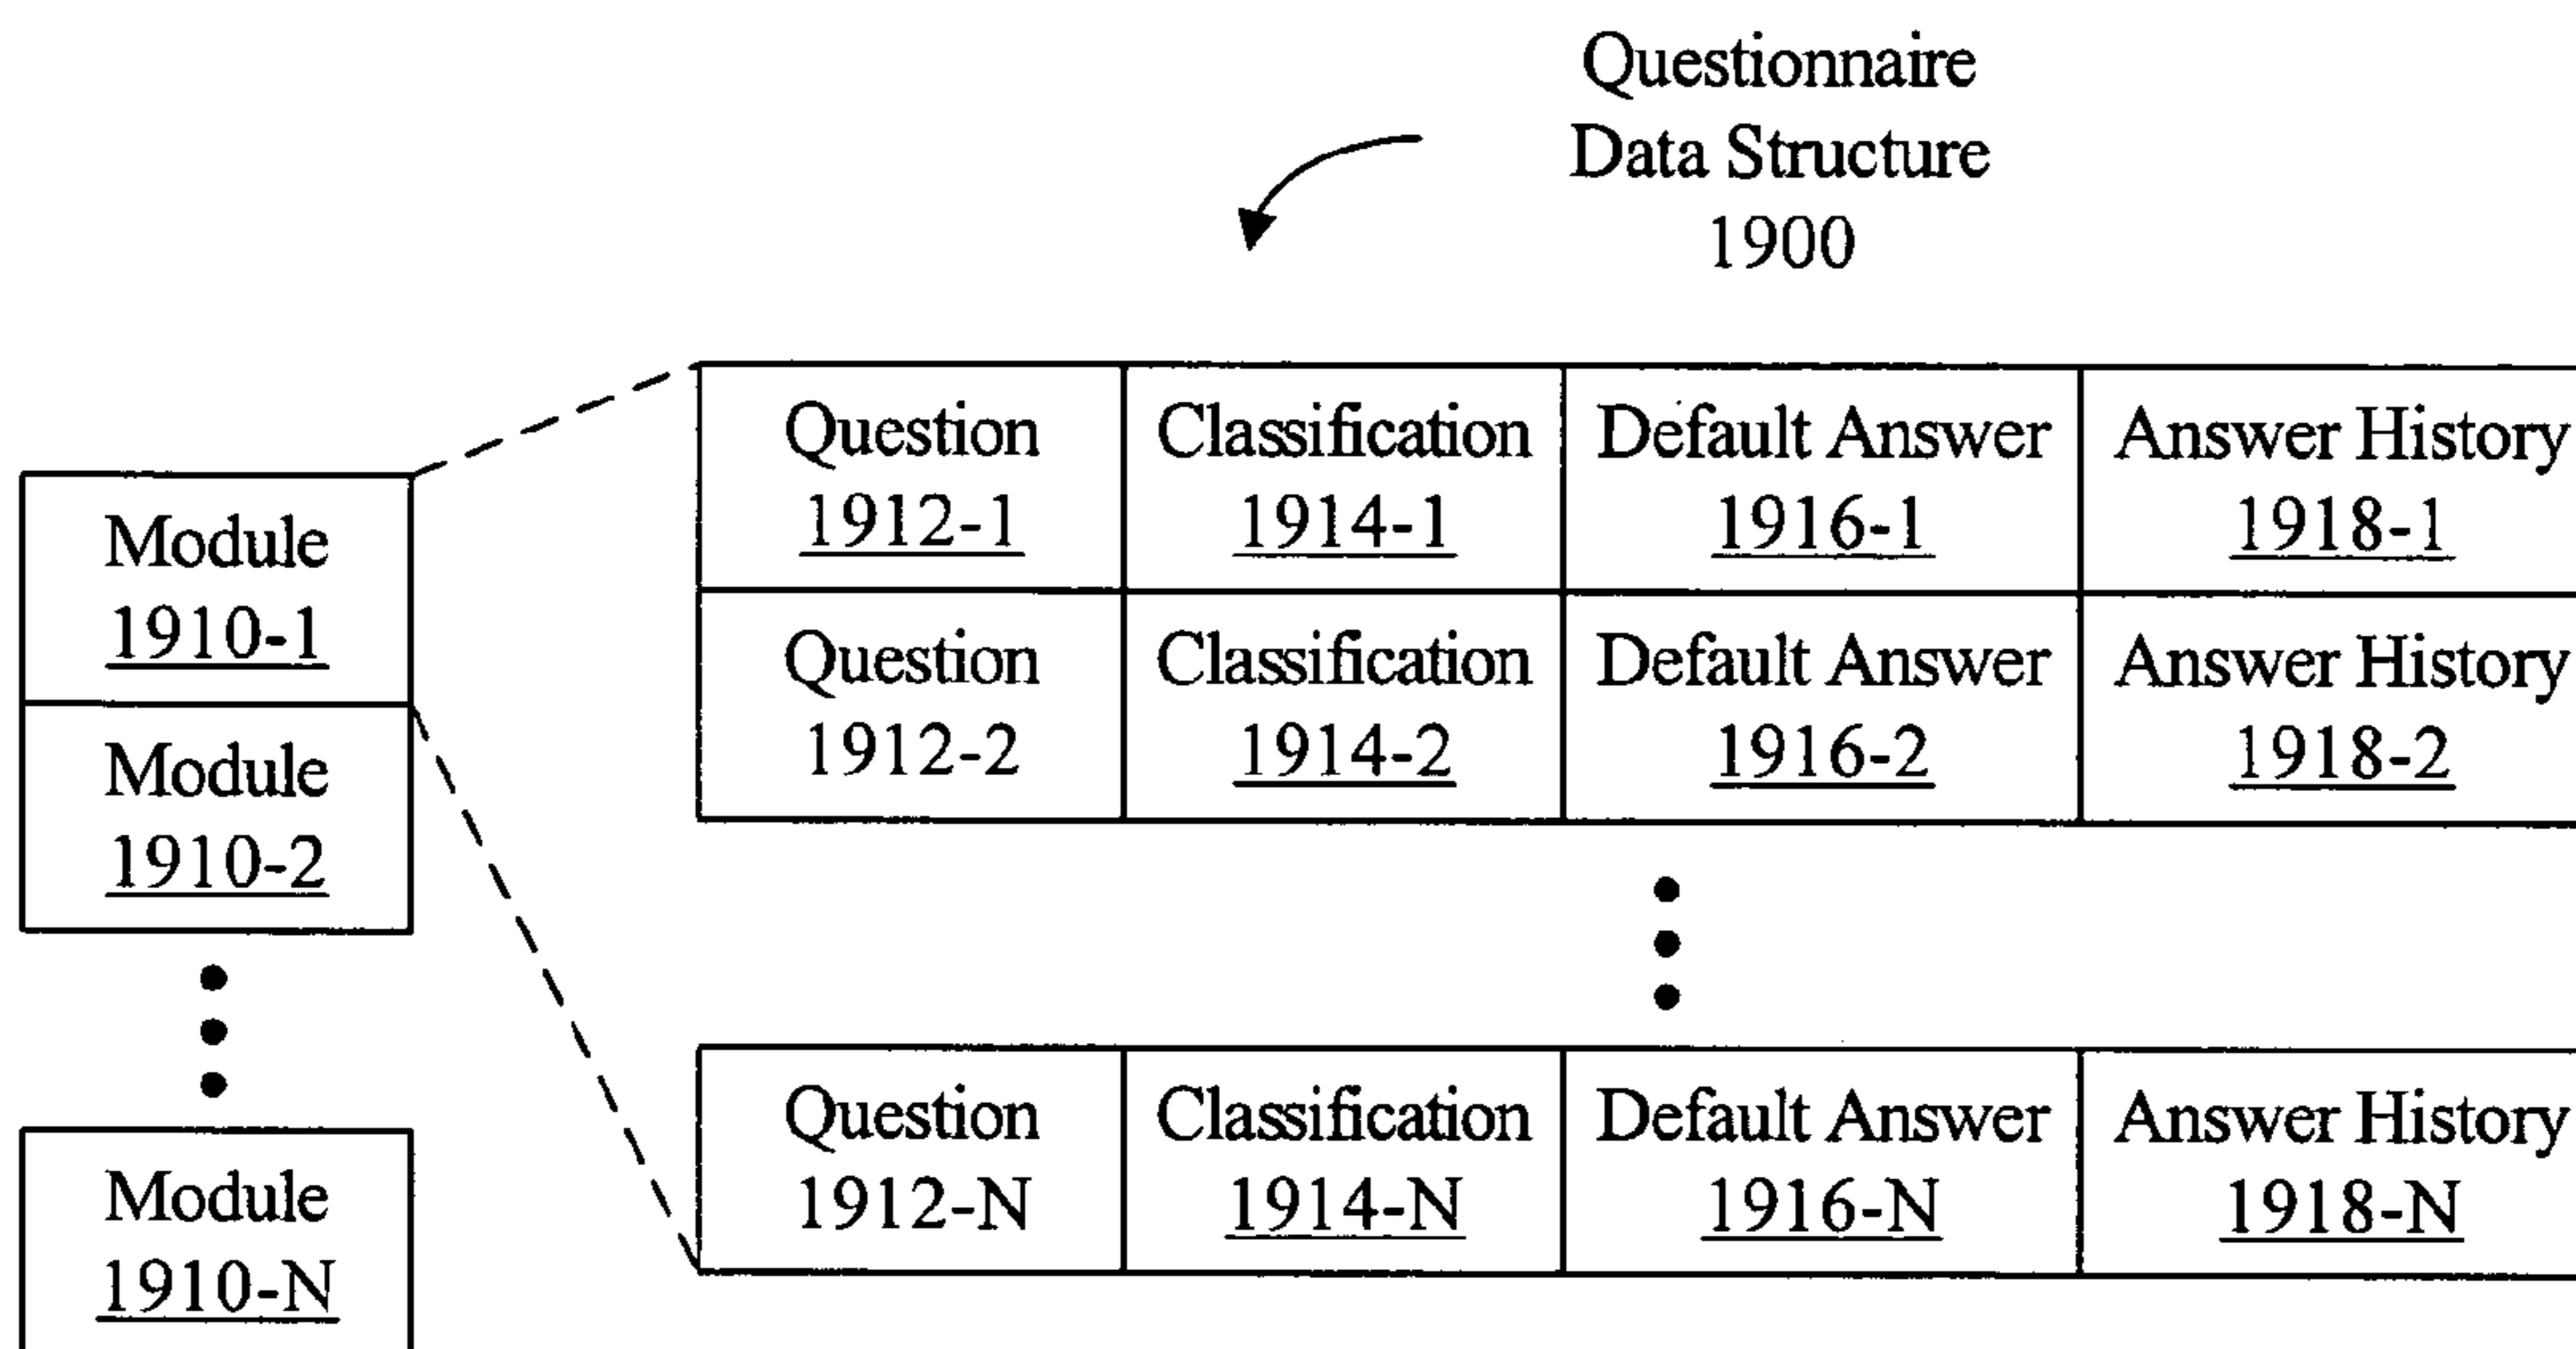 Questionnaire
Data Structure
1900
Module
1910-1
Module
1910-2
Module
1910-N
Question
1912-1
Classification
1914-1
Default Answer
1916-1
Answer History
1918-1
Question
1912-2
Classification
1914-2
Default Answer
1916-2
Answer History
1918-2
Question
1912-N
Classification
1914-N
Default Answer
1916-N
Answer History
1918-N